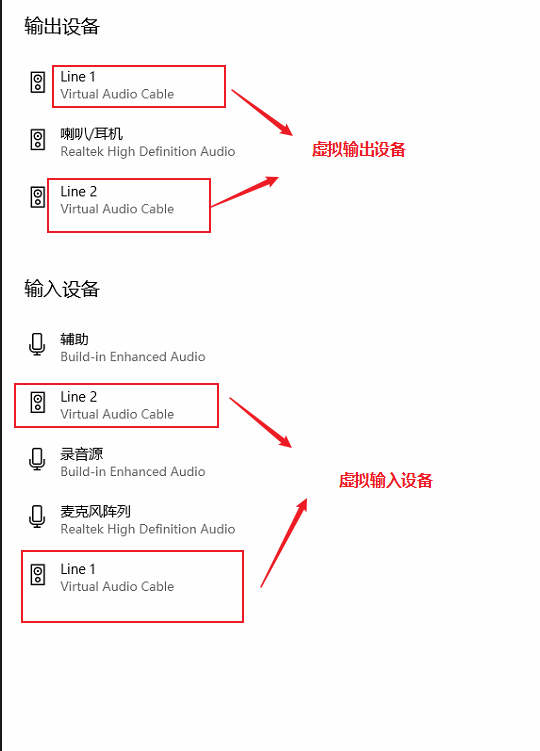 输出设备
Line 1
Virtual Audio Cable
喇叭/耳机
Realtek High Definition Audio
虚拟输出设备
Line 2
Virtual Audio Cable
输入设备
辅助
Build-in Enhanced Audio
Line 2
Virtual Audio Cable
录音源
Build-in Enhanced Audio
虚拟输入设备
麦克风阵列
Realtek High Definition Audio
Line 1
Virtual Audio Cable